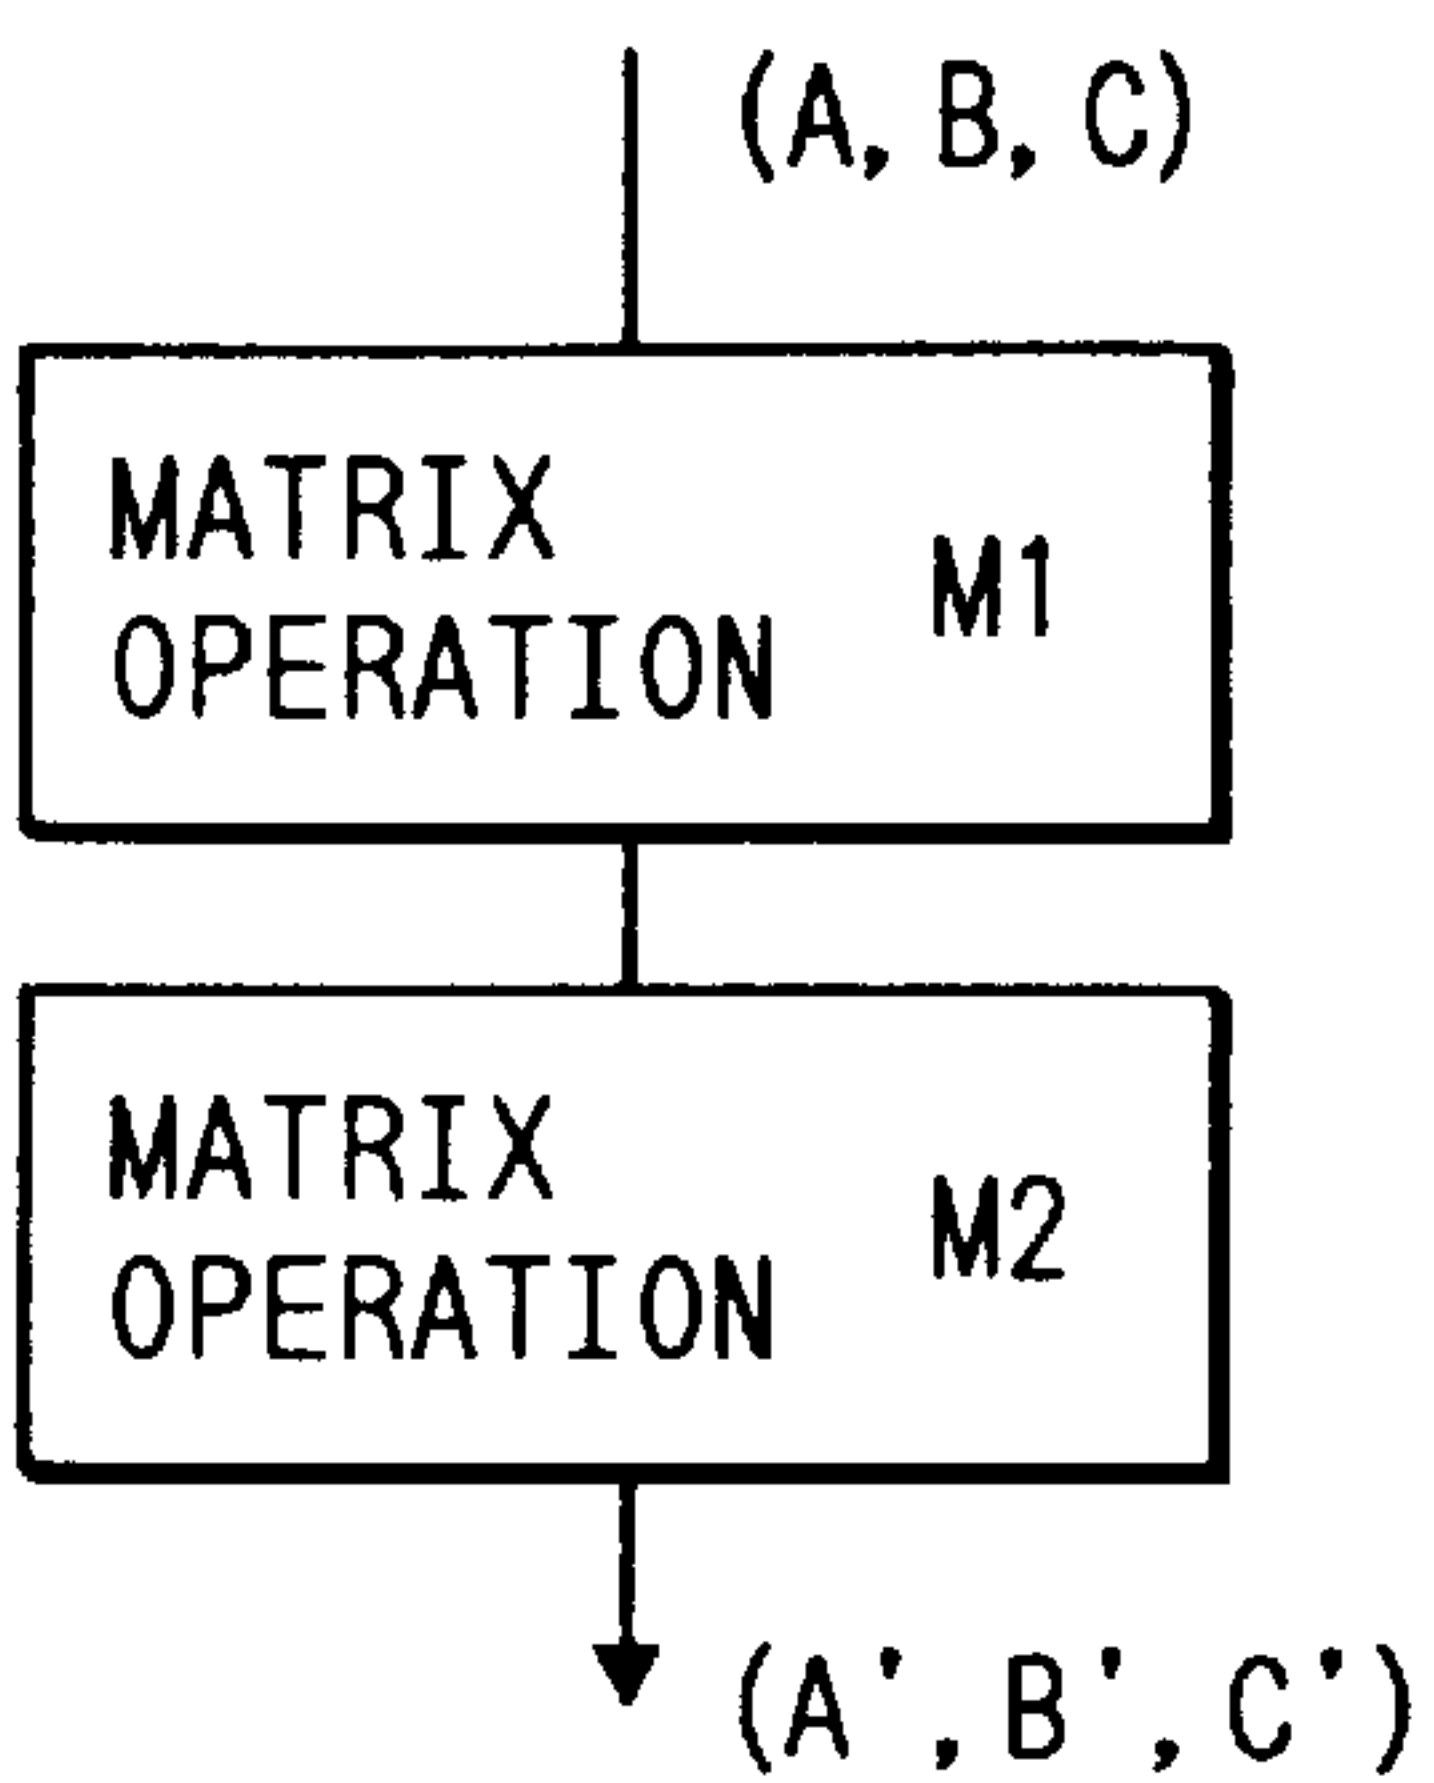 (A, B, C)
MATRIX
OPERATION M1
MATRIX
OPERATION M2
(A', B', C')